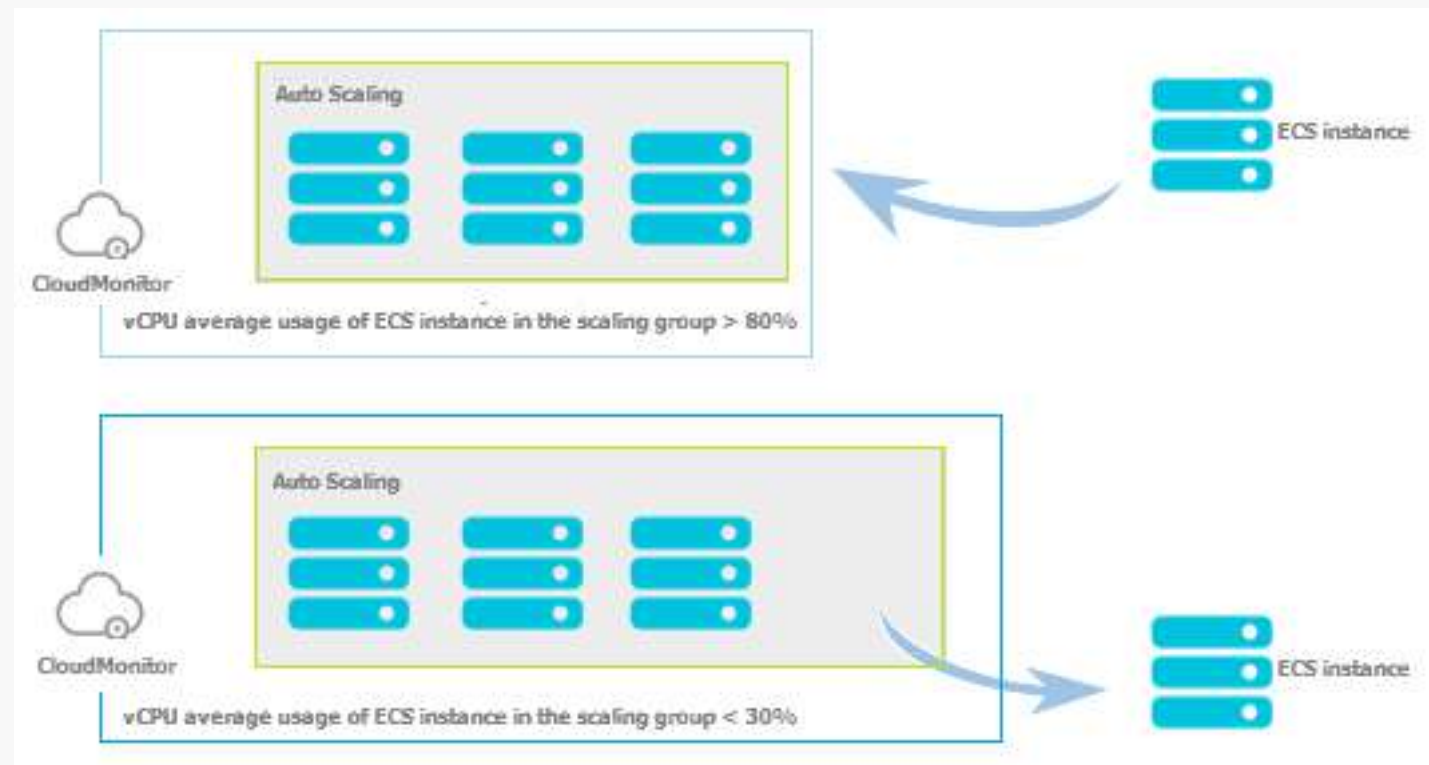 Auto Scaling
ECS instance
CloudMonitor
vCPU average usage of ECS instance in the scaling group > 80%
Auto Scaling
CloudMonitor
ECS instance
vCPU average usage of ECS instance in the scaling group < 30%